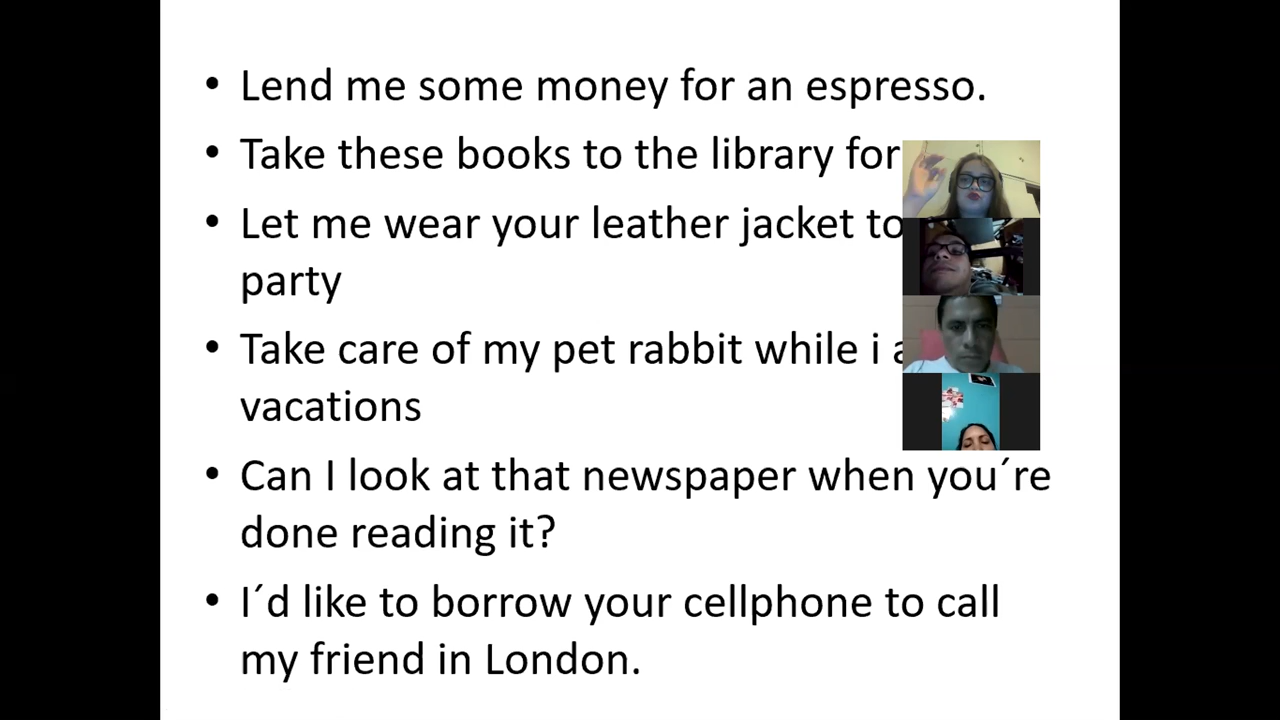 • Lend me some money for an espresso.
• Take these books to the library for
• Let me wear your leather jacket to
party
• Take care of my pet rabbit while i
vacations
• Can I look at that newspaper when you´re
done reading it?
• I´d like to borrow your cellphone to call
my friend in London.